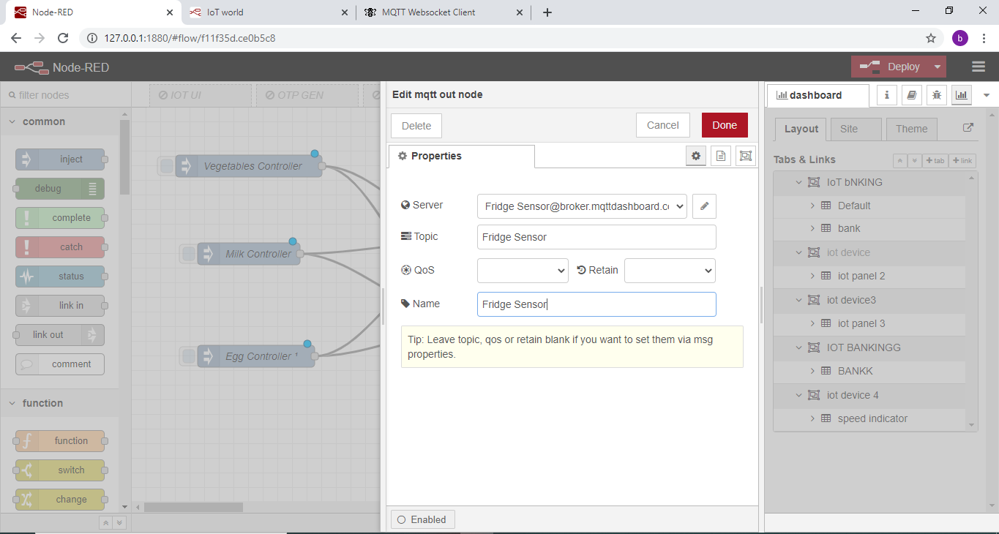 Node-RED
IoT world
MQTT Websocket Client
127.0.0.1:1880/#flow/f11f35d.ce0b5c8
b
Node-RED
Deploy
filter nodes
IOT UI
OTP GEN
Edit mqtt out node
dashboard
common
Delete
Cancel
Done
Layout
Site
Theme
inject
Vegetables Controller
Properties
Tabs & Links
tab
link
debug
IoT bNKING
Server
Fridge Sensor@broker.mqttdashboard.c
Default
complete
bank
Topic
Fridge Sensor
catch
Milk Controller
iot device
QoS
Retain
status
iot panel 2
link in
Name
Fridge Sensor
iot device3
iot panel 3
link out
Tip: Leave topic, qos or retain blank if you want to set them via msg
properties.
IOT BANKINGG
Egg Controller ¹
comment
BANKK
function
iot device 4
speed indicator
function
switch
change
Enabled